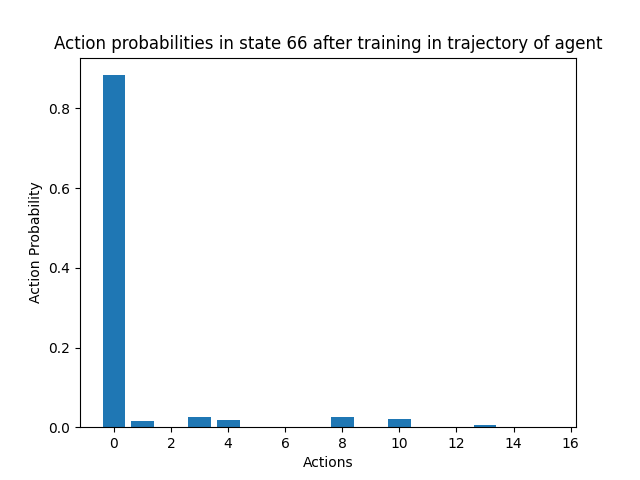 Action probabilities in state 66 after training in trajectory of agent
0.8
0.6
0.4
0.2
0.0
Action Probability
0 2 4 6 8 10 12 14 16
Actions